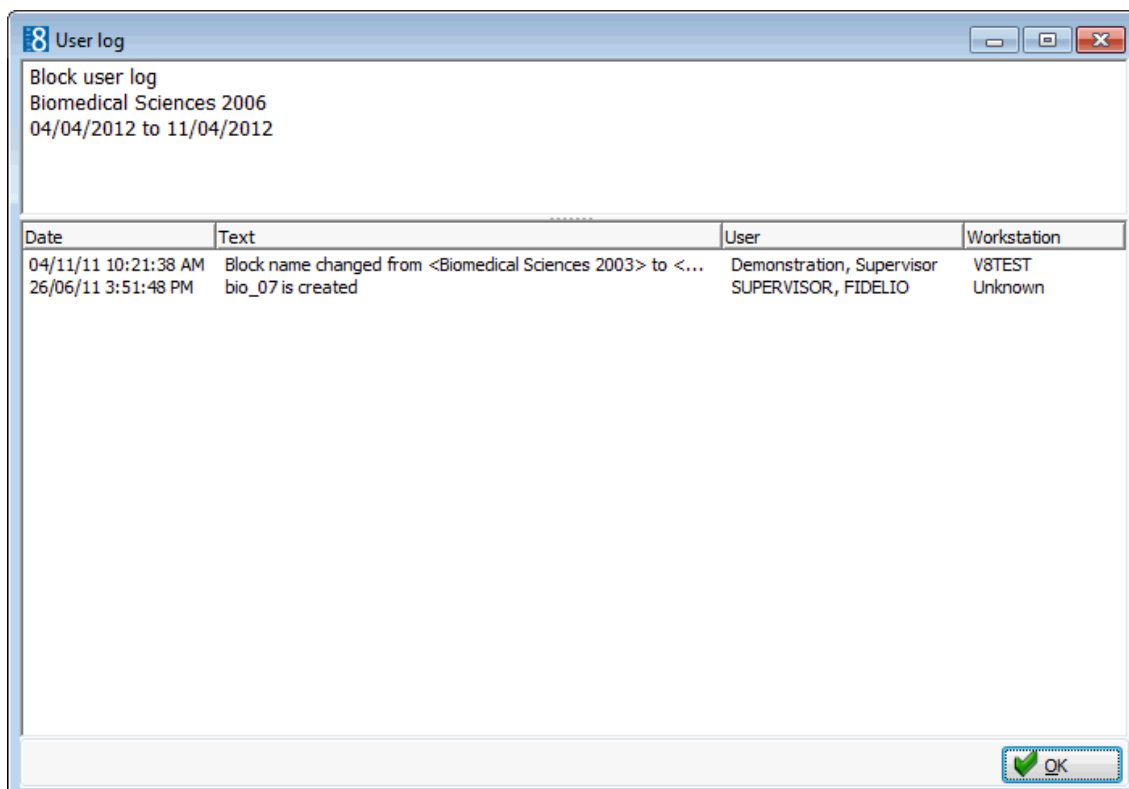 8 User log
Block user log
Biomedical Sciences 2006
04/04/2012 to 11/04/2012
Date Text User Workstation
04/11/11 10:21:38 AM Block name changed from <Biomedical Sciences 2003> to <... Demonstration, Supervisor V8TEST
26/06/11 3:51:48 PM bio_07 is created SUPERVISOR, FIDELIO Unknown
OK